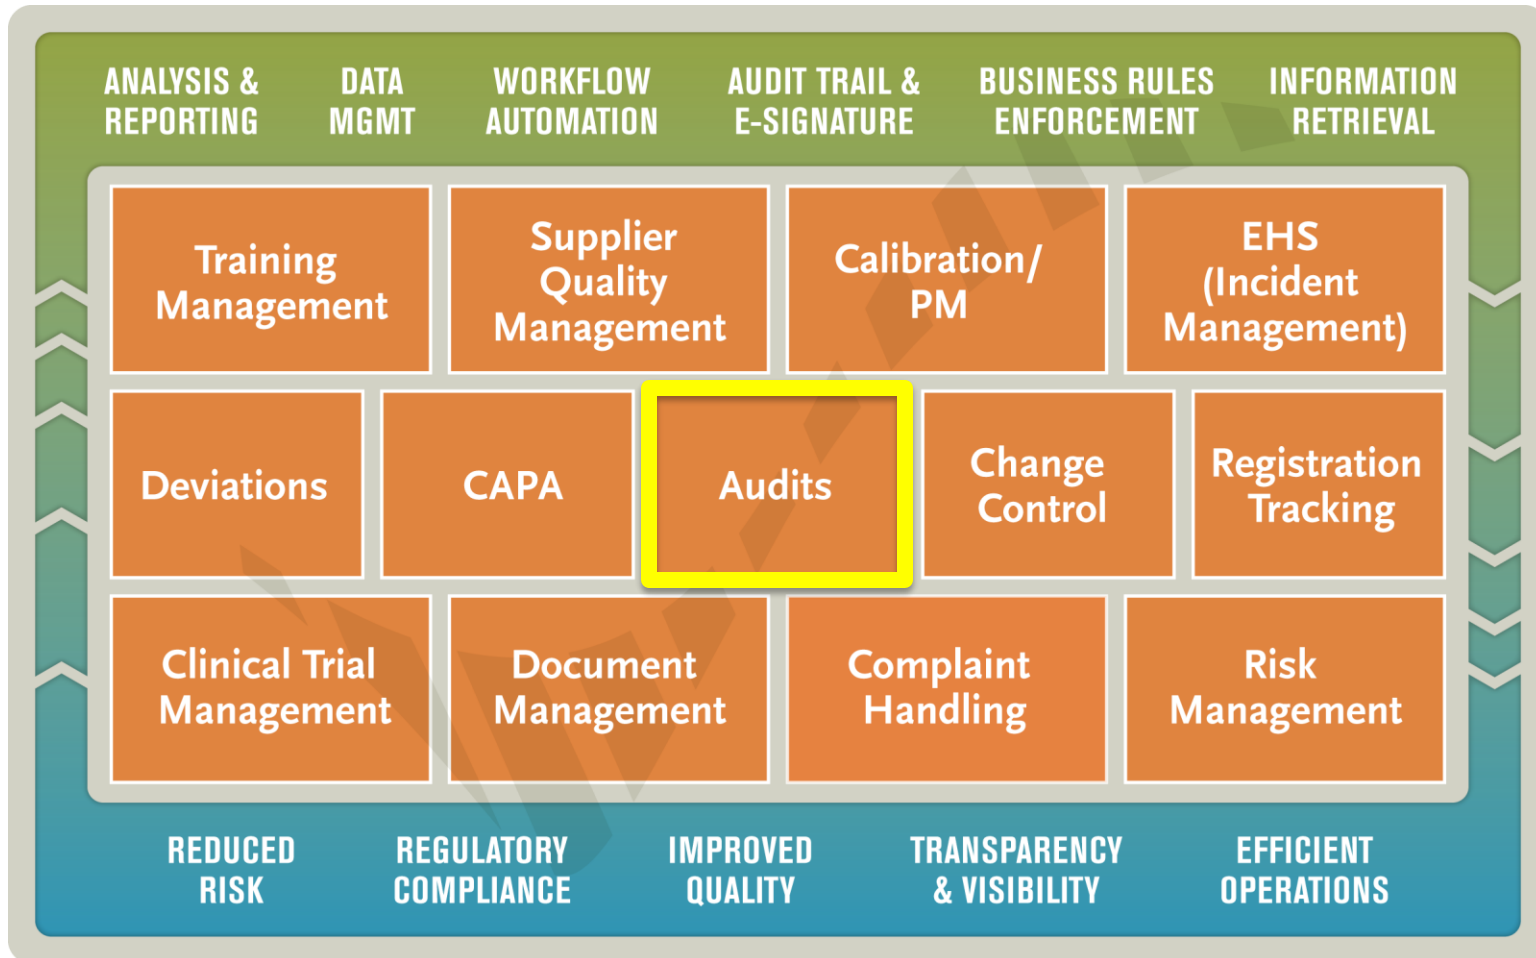 ANALYSIS &
REPORTING
DATA
MGMT
WORKFLOW
AUTOMATION
AUDIT TRAIL &
E-SIGNATURE
BUSINESS RULES
ENFORCEMENT
INFORMATION
RETRIEVAL
Training
Management
Supplier
Quality
Management
Calibration/
PM
EHS
(Incident
Management)
Deviations
CAPA
Audits
Change
Control
Registration
Tracking
Clinical Trial
Management
Document
Management
Complaint
Handling
Risk
Management
REDUCED
RISK
REGULATORY
COMPLIANCE
IMPROVED
QUALITY
TRANSPARENCY
& VISIBILITY
EFFICIENT
OPERATIONS